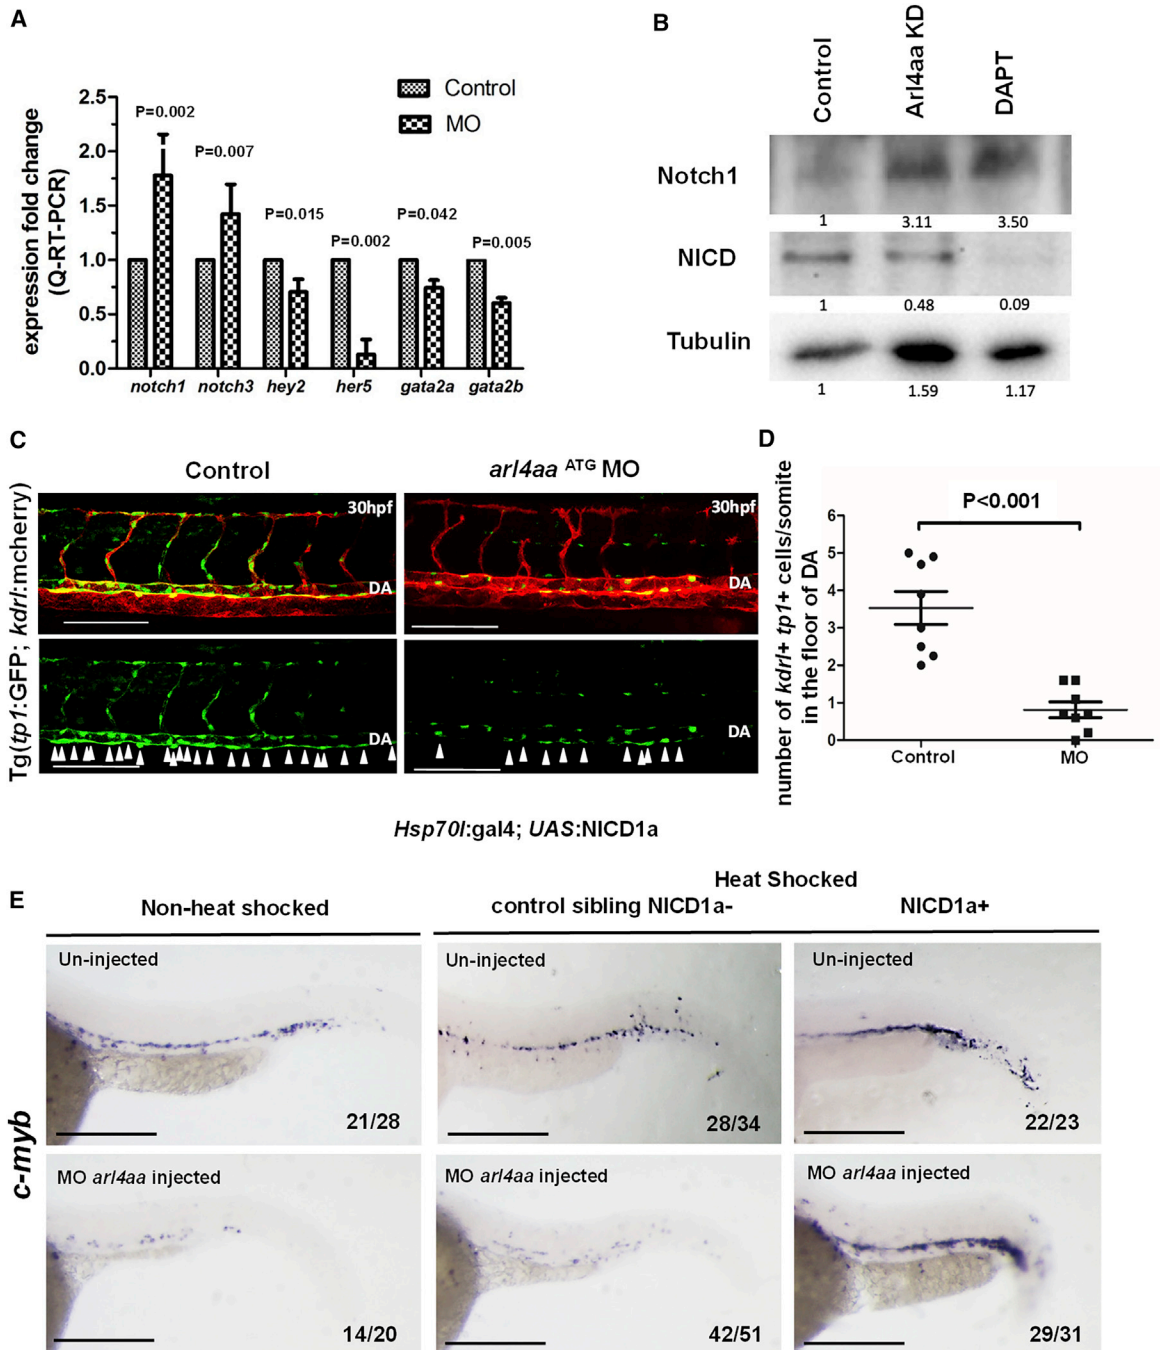 A
expression fold change
(Q-RT-PCR)
2.5
2.0
1.5
1.0
0.5
0.0
Control
MO
P=0.002
P=0.007
P=0.015
P=0.002
P=0.042
P=0.005
notch1 notch3 hey2 her5 gata2a gata2b
B
Control
Arl4aa KD
DAPT
Notch1
1 3.11 3.50
NICD
1 0.48 0.09
Tubulin
1 1.59 1.17
C
Control
arl4aa ATG MO
Tg(tp1:GFP; kdrl:mcherry)
30hpf
DA
30hpf
DA
DA
DA
D
number of kdrl+ tp1+ cells/somite
in the floor of DA
P<0.001
6
5
4
3
2
1
0
Control MO
Hsp70l:gal4; UAS:NICD1a
E
Heat Shocked
Non-heat shocked
control sibling NICD1a-
NICD1a+
c-myb
Un-injected
21/28
Un-injected
28/34
Un-injected
22/23
MO arl4aa injected
14/20
MO arl4aa injected
42/51
MO arl4aa injected
29/31